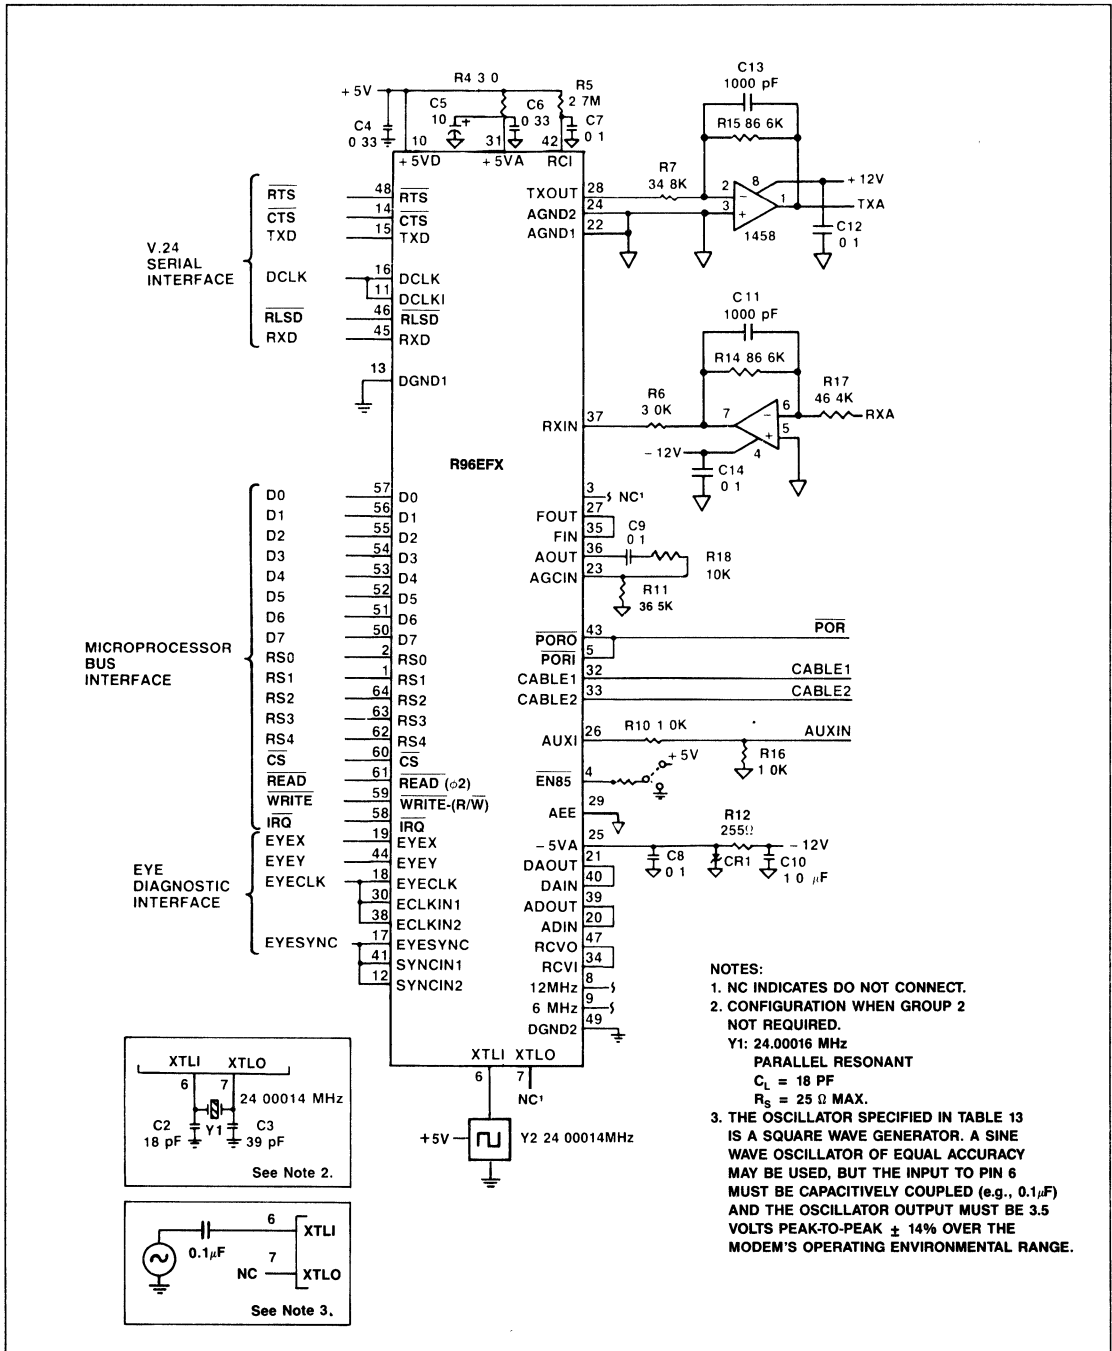 R4 3 0
+5V
C5
10
C6
0 33
R5
2 7M
C7
0 1
C4
0 33
10
31
42
+5VD
+5VA
RCI
C13
1000 pF
R15 86 6K
R7
34 8K
2
3
8
1
1458
+12V
TXA
C12
0 1
TXOUT 28
AGND2 24
AGND1 22
V.24
SERIAL
INTERFACE
RTS 48 RTS
CTS 14 CTS
TXD 15 TXD
DCLK 16 DCLK
11 DCLKI
RLSD 46 RLSD
RXD 45 RXD
13 DGND1
C11
1000 pF
R14 86 6K
R17
46 4K
RXA
R6
3 0K
7
6
5
4
-12V
C14
0 1
RXIN 37
R96EFX
3 NC¹
FOUT 27
FIN 35
AOUT 36
AGCIN 23
C9
0 1
R18
10K
R11
36 5K
MICROPROCESSOR
BUS
INTERFACE
D0 57 D0
D1 56 D1
D2 55 D2
D3 54 D3
D4 53 D4
D5 52 D5
D6 51 D6
D7 50 D7
RS0 2 RS0
RS1 1 RS1
RS2 64 RS2
RS3 63 RS3
RS4 62 RS4
CS 60 CS
READ 61 READ (φ2)
WRITE 59 WRITE-(R/W)
IRQ 58 IRQ
PORO 43 POR
PORI 5
CABLE1 32 CABLE1
CABLE2 33 CABLE2
AUXI 26 R10 1 0K AUXIN
R16
1 0K
EN85 4 +5V
AEE 29
-5VA 25
C8
0 1
CR1
R12
255Ω
-12V
C10
1 0 μF
EYE
DIAGNOSTIC
INTERFACE
EYEX 19 EYEX
EYEY 44 EYEY
EYECLK 18 EYECLK
30 ECLKIN1
38 ECLKIN2
EYESYNC 17 EYESYNC
41 SYNCIN1
12 SYNCIN2
DAOUT 21
DAIN 40
ADOUT 39
ADIN 20
RCVO 47
RCVI 34
12MHz 8
6 MHz 9
DGND2 49
XTLI XTLO
6 7
NC¹
+5V
Y2 24 00014MHz
XTLI XTLO
6 7
24 00014 MHz
C2
18 pF
Y1
C3
39 pF
See Note 2.
0.1μF
6 XTLI
NC 7 XTLO
See Note 3.
NOTES:
1. NC INDICATES DO NOT CONNECT.
2. CONFIGURATION WHEN GROUP 2
NOT REQUIRED.
Y1: 24.00016 MHz
PARALLEL RESONANT
C_L = 18 PF
R_S = 25 Ω MAX.
3. THE OSCILLATOR SPECIFIED IN TABLE 13
IS A SQUARE WAVE GENERATOR. A SINE
WAVE OSCILLATOR OF EQUAL ACCURACY
MAY BE USED, BUT THE INPUT TO PIN 6
MUST BE CAPACITIVELY COUPLED (e.g., 0.1μF)
AND THE OSCILLATOR OUTPUT MUST BE 3.5
VOLTS PEAK-TO-PEAK ± 14% OVER THE
MODEM'S OPERATING ENVIRONMENTAL RANGE.